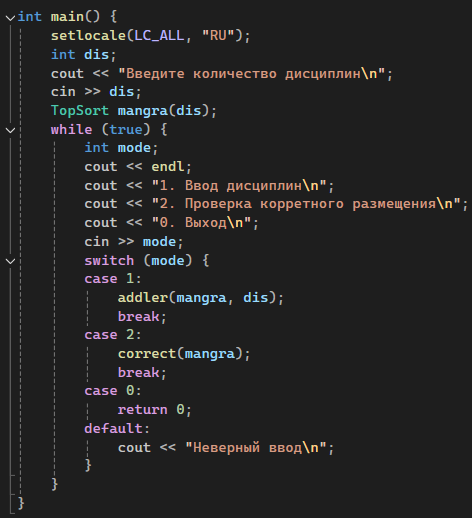 int main() {
    setlocale(LC_ALL, "RU");
    int dis;
    cout << "Введите количество дисциплин\n";
    cin >> dis;
    TopSort mangra(dis);
    while (true) {
        int mode;
        cout << endl;
        cout << "1. Ввод дисциплин\n";
        cout << "2. Проверка корретного размещения\n";
        cout << "0. Выход\n";
        cin >> mode;
        switch (mode) {
        case 1:
            addler(mangra, dis);
            break;
        case 2:
            correct(mangra);
            break;
        case 0:
            return 0;
        default:
            cout << "Неверный ввод\n";
        }
    }
}